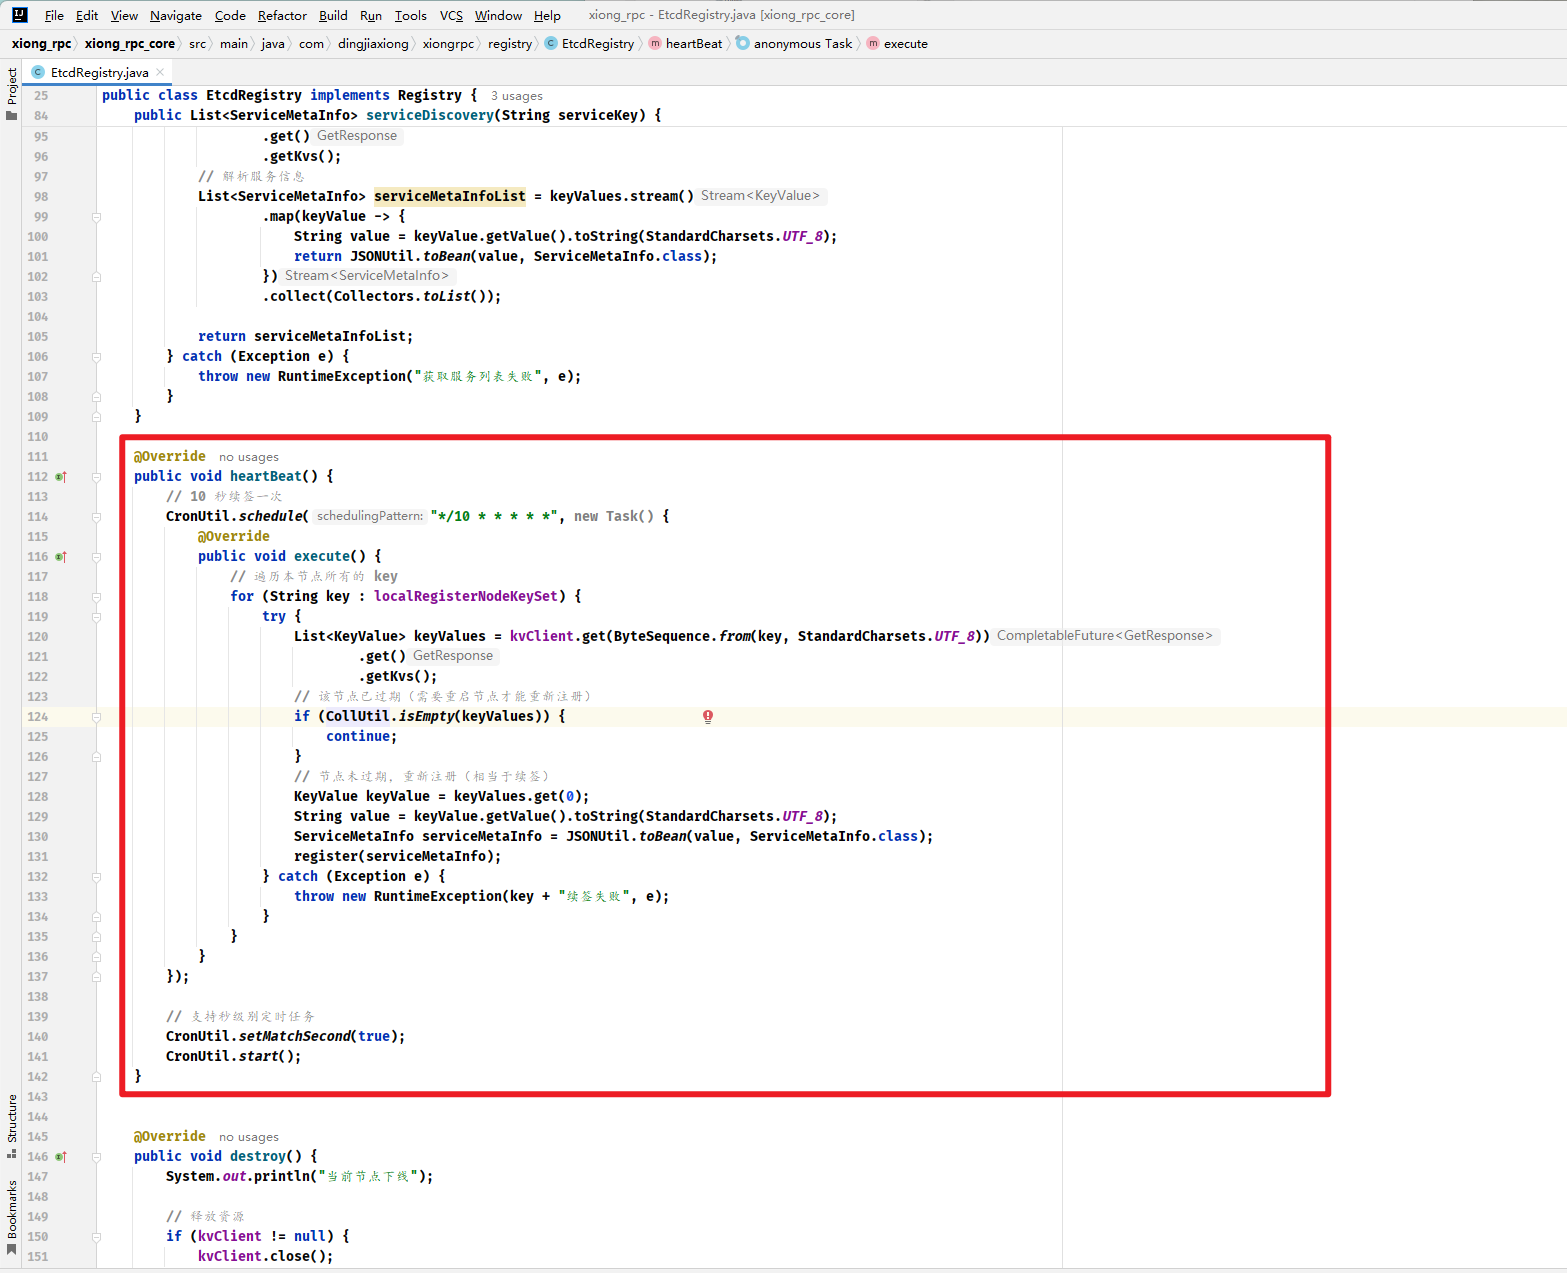 File Edit View Navigate Code Refactor Build Run Tools VCS Window Help xiong_rpc - EtcdRegistry.java [xiong_rpc_core]
xiong_rpc xiong_rpc_core src main java com dingjiaxiong xiongrpc registry EtcdRegistry heartBeat anonymous Task execute
EtcdRegistry.java
Project
25 public class EtcdRegistry implements Registry { 3 usages
84 public List<ServiceMetaInfo> serviceDiscovery(String serviceKey) {
95 .get() GetResponse
96 .getKvs();
97 // 解析服务信息
98 List<ServiceMetaInfo> serviceMetaInfoList = keyValues.stream() Stream<KeyValue>
99 .map(keyValue -> {
100 String value = keyValue.getValue().toString(StandardCharsets.UTF_8);
101 return JSONUtil.toBean(value, ServiceMetaInfo.class);
102 }) Stream<ServiceMetaInfo>
103 .collect(Collectors.toList());
104
105 return serviceMetaInfoList;
106 } catch (Exception e) {
107 throw new RuntimeException("获取服务列表失败", e);
108 }
109 }
110
111 @Override no usages
112 public void heartBeat() {
113 // 10 秒续签一次
114 CronUtil.schedule( schedulingPattern: "*/10 * * * * *", new Task() {
115 @Override
116 public void execute() {
117 // 遍历本节点所有的 key
118 for (String key : localRegisterNodeKeySet) {
119 try {
120 List<KeyValue> keyValues = kvClient.get(ByteSequence.from(key, StandardCharsets.UTF_8)) CompletableFuture<GetResponse>
121 .get() GetResponse
122 .getKvs();
123 // 该节点已过期（需要重启节点才能重新注册）
124 if (CollUtil.isEmpty(keyValues)) {
125 continue;
126 }
127 // 节点未过期，重新注册（相当于续签）
128 KeyValue keyValue = keyValues.get(0);
129 String value = keyValue.getValue().toString(StandardCharsets.UTF_8);
130 ServiceMetaInfo serviceMetaInfo = JSONUtil.toBean(value, ServiceMetaInfo.class);
131 register(serviceMetaInfo);
132 } catch (Exception e) {
133 throw new RuntimeException(key + "续签失败", e);
134 }
135 }
136 }
137 });
138
139 // 支持秒级别定时任务
140 CronUtil.setMatchSecond(true);
141 CronUtil.start();
142 }
143
144
145 @Override no usages
146 public void destroy() {
147 System.out.println("当前节点下线");
148
149 // 释放资源
150 if (kvClient != null) {
151 kvClient.close();
Structure
Bookmarks